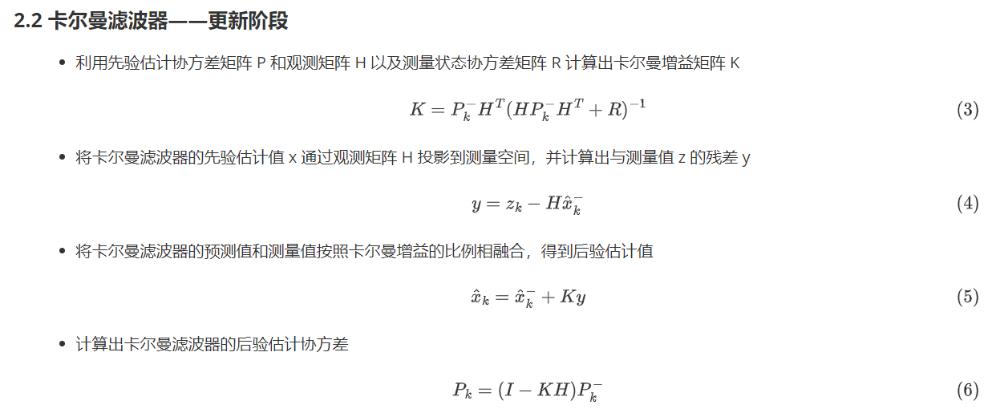 2.2 卡尔曼滤波器——更新阶段
• 利用先验估计协方差矩阵 P 和观测矩阵 H 以及测量状态协方差矩阵 R 计算出卡尔曼增益矩阵 K
$K = P_k^- H^T (H P_k^- H^T + R)^{-1}$ (3)
• 将卡尔曼滤波器的先验估计值 x 通过观测矩阵 H 投影到测量空间，并计算出与测量值 z 的残差 y
$y = z_k - H\hat{x}_k^-$ (4)
• 将卡尔曼滤波器的预测值和测量值按照卡尔曼增益的比例相融合，得到后验估计值
$\hat{x}_k = \hat{x}_k^- + Ky$ (5)
• 计算出卡尔曼滤波器的后验估计协方差
$P_k = (I - KH)P_k^-$ (6)